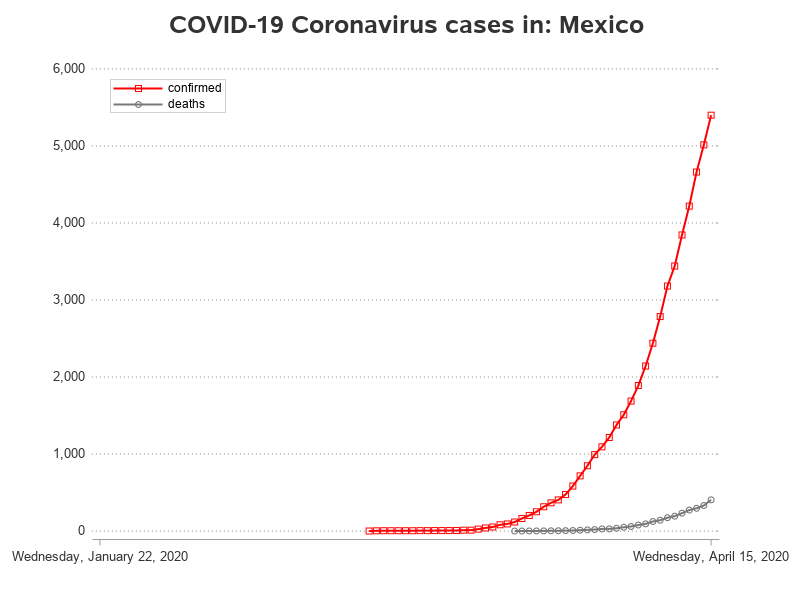 COVID-19 Coronavirus cases in: Mexico
6,000
confirmed
deaths
5,000
4,000
3,000
2,000
1,000
0
Wednesday, January 22, 2020
Wednesday, April 15, 2020